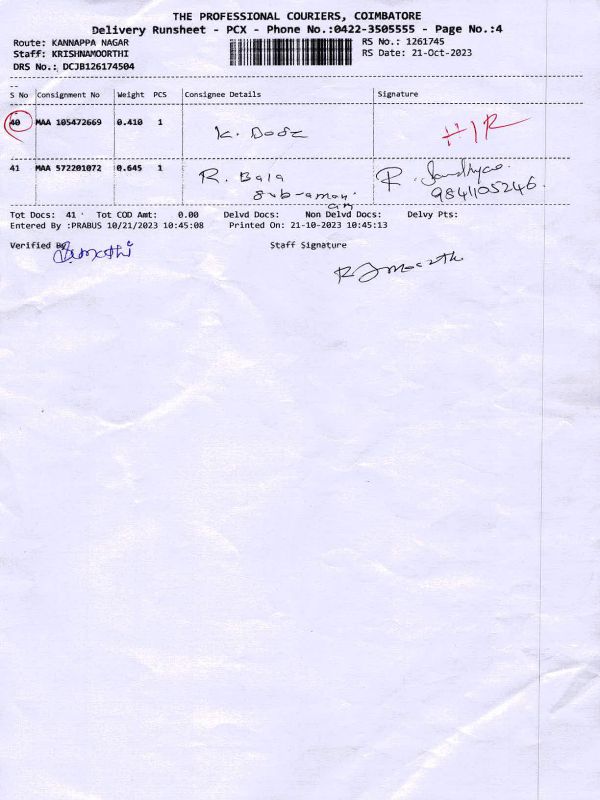 THE PROFESSIONAL COURIERS, COIMBATORE
Delivery Runsheet - PCX - Phone No.:0422-3505555 - Page No.:4
Route: KANNAPPA NAGAR RS No.: 1261745
Staff: KRISHNAMOORTHI RS Date: 21-Oct-2023
DRS No.: DCJB126174504
S No Consignment No Weight PCS Consignee Details Signature
40 MAA 105472669 0.410 1 K. H/R
41 MAA 572201072 0.645 1 R. Bala R. Sandhya
9841105246
Tot Docs: 41 Tot COD Amt: 0.00 Delvd Docs: Non Delvd Docs: Delvy Pts:
Entered By :PRABUS 10/21/2023 10:45:08 Printed On: 21-10-2023 10:45:13
Verified By Staff Signature